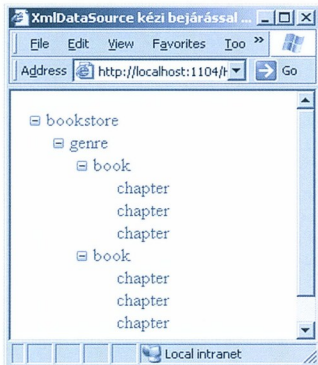 XmlDataSource kézi bejárással ...
File Edit View Favorites Too »
Address http://localhost:1104/H Go
bookstore
genre
book
chapter
chapter
chapter
book
chapter
chapter
chapter
Local intranet